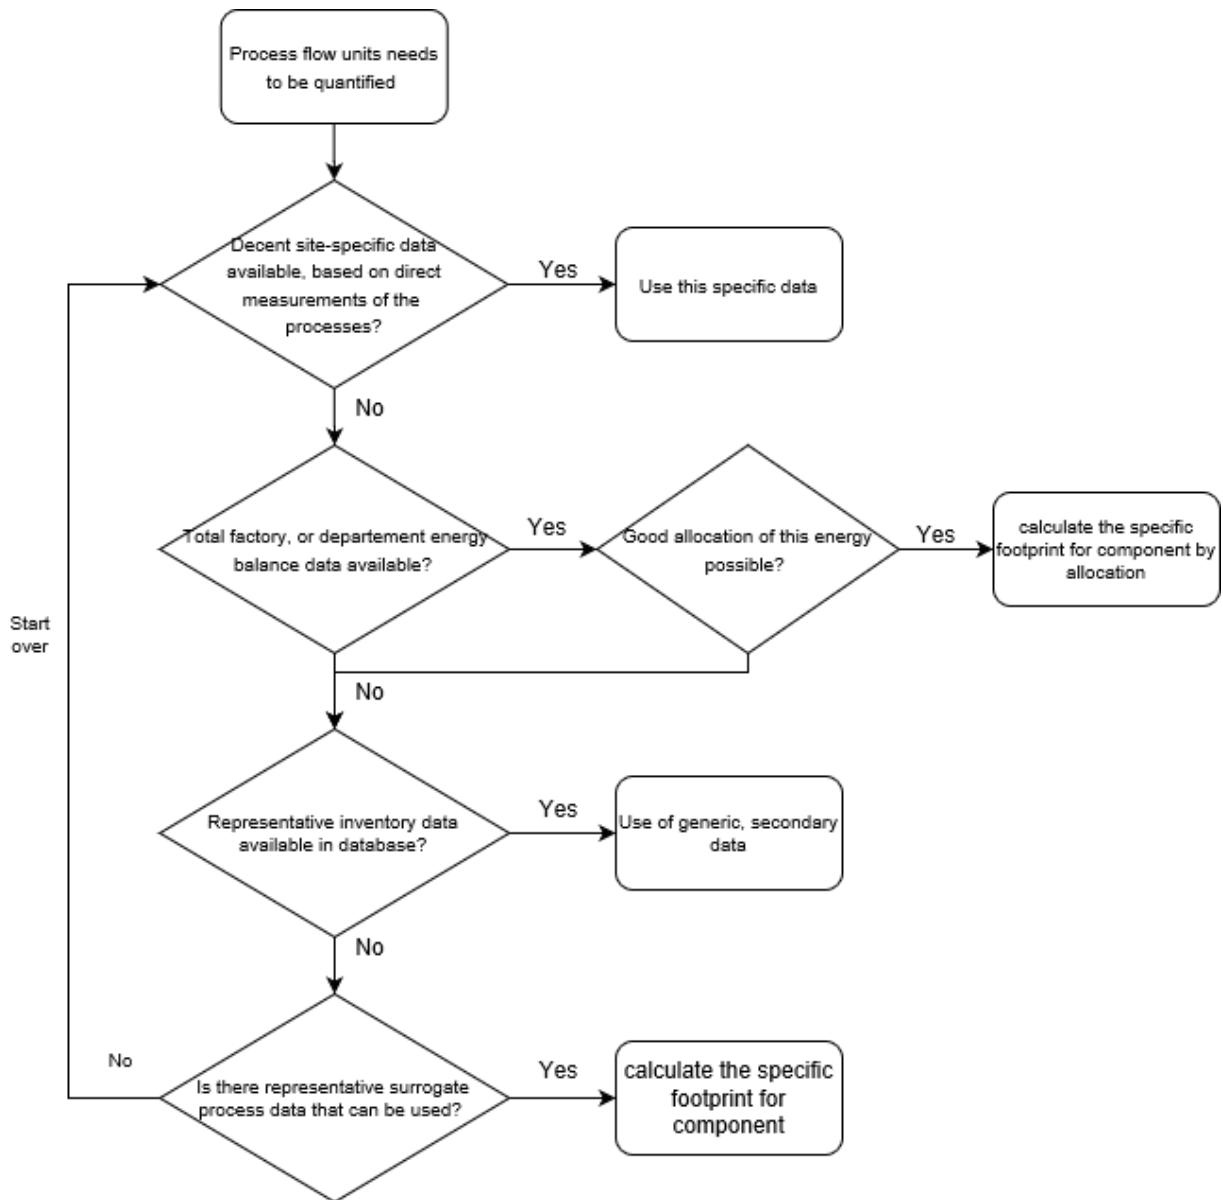 Process flow units needs
to be quantified
Decent site-specific data
available, based on direct
measurements of the
processes?
Yes
Use this specific data
No
Total factory, or departement energy
balance data available?
Yes
Good allocation of this energy
possible?
Yes
calculate the specific
footprint for component by
allocation
Start
over
No
Representative inventory data
available in database?
Yes
Use of generic, secondary
data
No
No
Is there representative surrogate
process data that can be used?
Yes
calculate the specific
footprint for
component